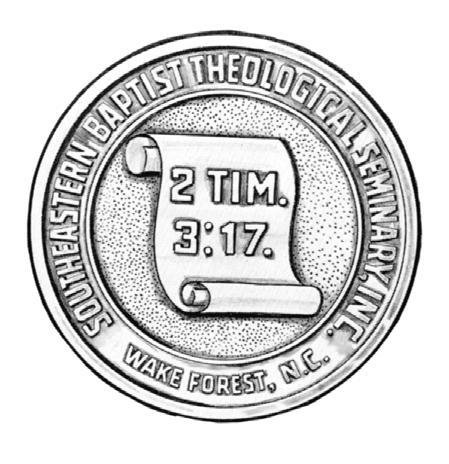 SOUTHEASTERN BAPTIST THEOLOGICAL SEMINARY, INC.
2 TIM.
3:17.
WAKE FOREST, N.C.